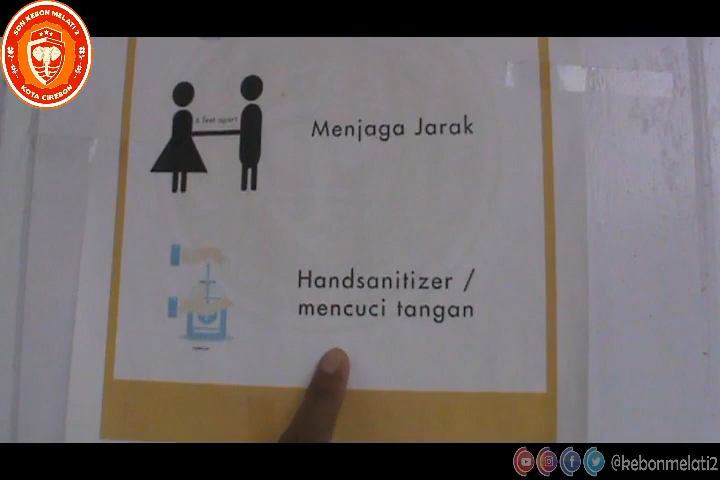 SDN KEBON MELATI 2
KOTA CIREBON
6 feet apart
Menjaga Jarak
Handsanitizer /
mencuci tangan
@kebonmelati2